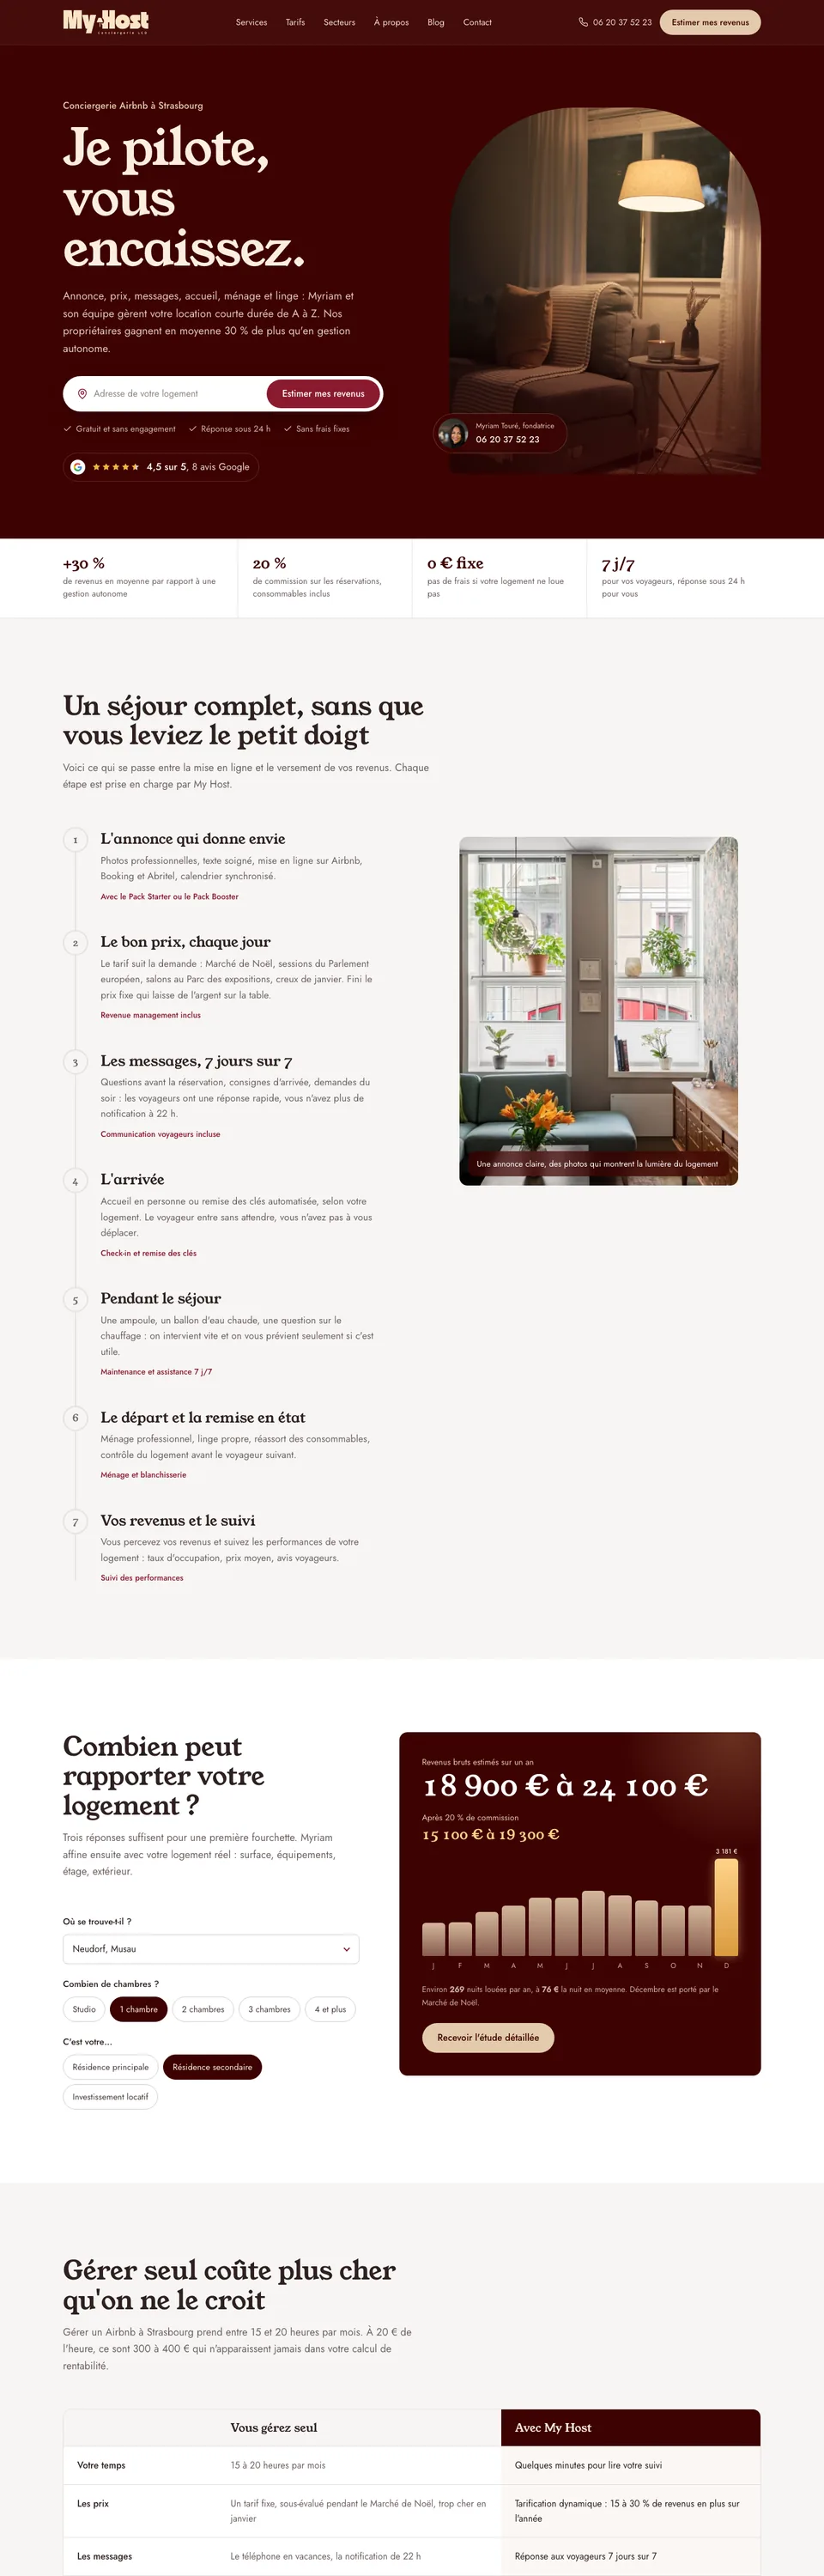 My Host
conciergerie LCD
Services
Tarifs
Secteurs
À propos
Blog
Contact
06 20 37 52 23
Estimer mes revenus
Conciergerie Airbnb à Strasbourg
Je pilote,
vous
encaissez.
Annonce, prix, messages, accueil, ménage et linge : Myriam et
son équipe gèrent votre location courte durée de A à Z. Nos
propriétaires gagnent en moyenne 30 % de plus qu'en gestion
autonome.
Adresse de votre logement
Estimer mes revenus
Gratuit et sans engagement
Réponse sous 24 h
Sans frais fixes
4,5 sur 5, 8 avis Google
Myriam Touré, fondatrice
06 20 37 52 23
+30 %
de revenus en moyenne par rapport à une
gestion autonome
20 %
de commission sur les réservations,
consommables inclus
0 € fixe
pas de frais si votre logement ne loue
pas
7 j/7
pour vos voyageurs, réponse sous 24 h
pour vous
Un séjour complet, sans que
vous leviez le petit doigt
Voici ce qui se passe entre la mise en ligne et le versement de vos revenus. Chaque
étape est prise en charge par My Host.
1
L'annonce qui donne envie
Photos professionnelles, texte soigné, mise en ligne sur Airbnb,
Booking et Abritel, calendrier synchronisé.
Avec le Pack Starter ou le Pack Booster
2
Le bon prix, chaque jour
Le tarif suit la demande : Marché de Noël, sessions du Parlement
européen, salons au Parc des expositions, creux de janvier. Fini le
prix fixe qui laisse de l'argent sur la table.
Revenue management inclus
3
Les messages, 7 jours sur 7
Questions avant la réservation, consignes d'arrivée, demandes du
soir : les voyageurs ont une réponse rapide, vous n'avez plus de
notification à 22 h.
Communication voyageurs incluse
4
L'arrivée
Accueil en personne ou remise des clés automatisée, selon votre
logement. Le voyageur entre sans attendre, vous n'avez pas à vous
déplacer.
Check-in et remise des clés
5
Pendant le séjour
Une ampoule, un ballon d'eau chaude, une question sur le
chauffage : on intervient vite et on vous prévient seulement si c'est
utile.
Maintenance et assistance 7 j/7
6
Le départ et la remise en état
Ménage professionnel, linge propre, réassort des consommables,
contrôle du logement avant le voyageur suivant.
Ménage et blanchisserie
7
Vos revenus et le suivi
Vous percevez vos revenus et suivez les performances de votre
logement : taux d'occupation, prix moyen, avis voyageurs.
Suivi des performances
Une annonce claire, des photos qui montrent la lumière du logement
Combien peut
rapporter votre
logement ?
Trois réponses suffisent pour une première fourchette. Myriam
affine ensuite avec votre logement réel : surface, équipements,
étage, extérieur.
Où se trouve-t-il ?
Neudorf, Musau
Combien de chambres ?
Studio
1 chambre
2 chambres
3 chambres
4 et plus
C'est votre...
Résidence principale
Résidence secondaire
Investissement locatif
Revenus bruts estimés sur un an
18 900 € à 24 100 €
Après 20 % de commission
15 100 € à 19 300 €
3 181 €
J F M A M J J A S O N D
Environ 269 nuits louées par an, à 76 € la nuit en moyenne. Décembre est porté par le
Marché de Noël.
Recevoir l'étude détaillée
Gérer seul coûte plus cher
qu'on ne le croit
Gérer un Airbnb à Strasbourg prend entre 15 et 20 heures par mois. À 20 € de
l'heure, ce sont 300 à 400 € qui n'apparaissent jamais dans votre calcul de
rentabilité.
Vous gérez seul
Avec My Host
Votre temps
15 à 20 heures par mois
Quelques minutes pour lire votre suivi
Les prix
Un tarif fixe, sous-évalué pendant le Marché de Noël, trop cher en
janvier
Tarification dynamique : 15 à 30 % de revenus en plus sur
l'année
Les messages
Le téléphone en vacances, la notification de 22 h
Réponse aux voyageurs 7 jours sur 7